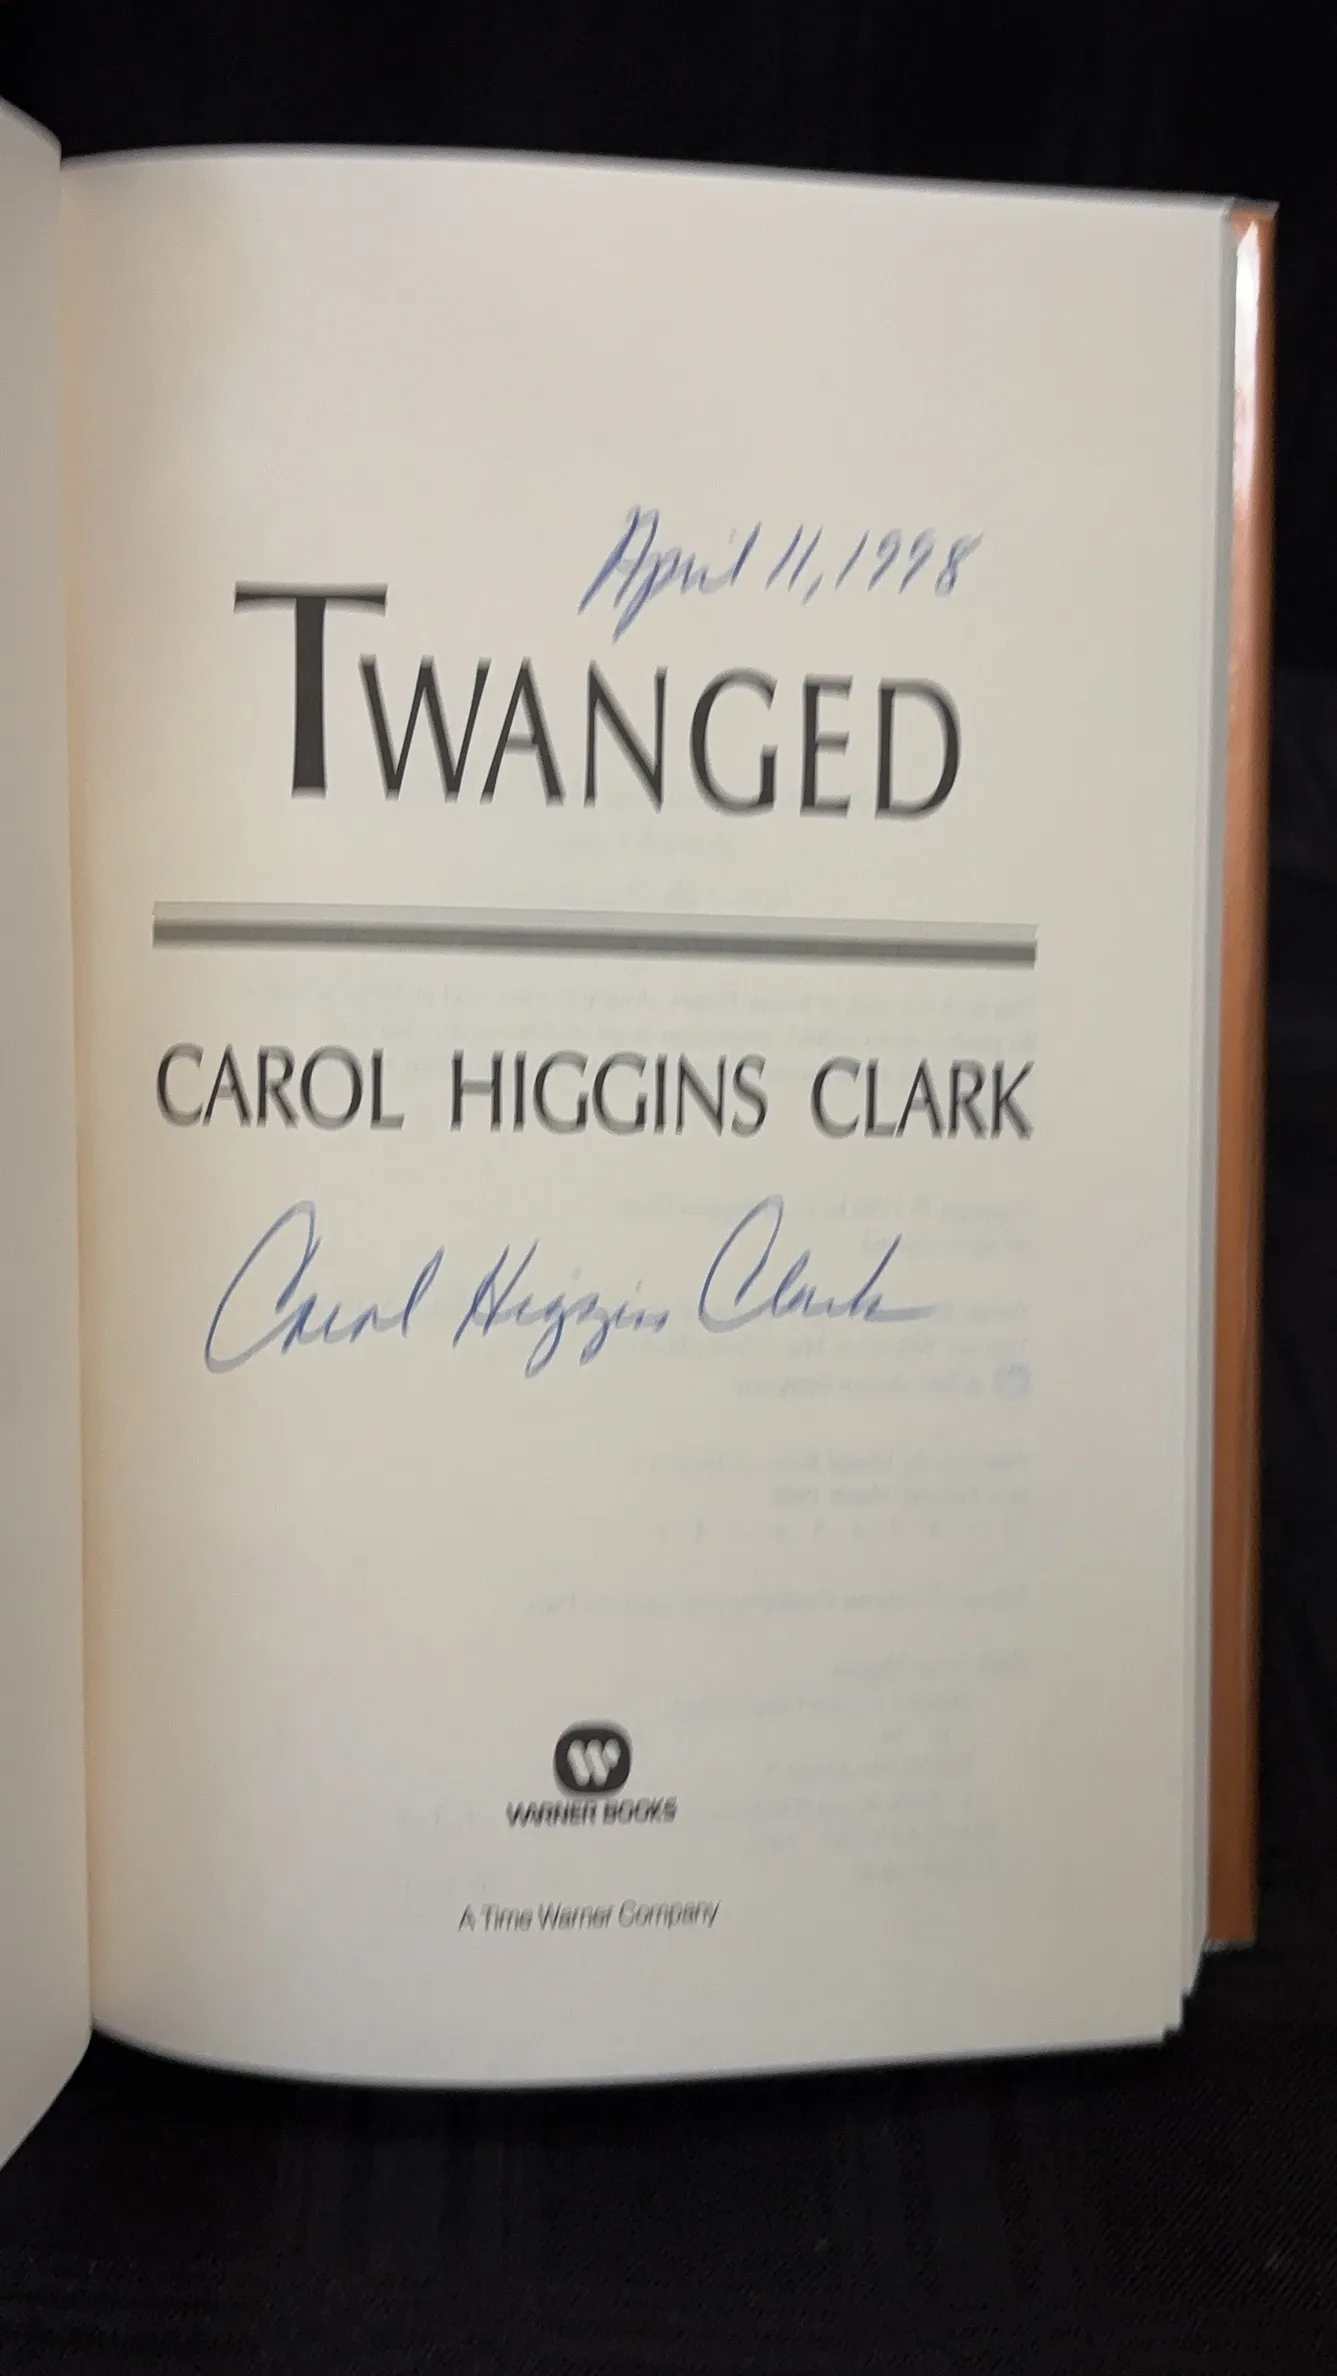 April 11, 1998
TWANGED
CAROL HIGGINS CLARK
Carol Higgins Clark
W
WARNER BOOKS
A Time Warner Company